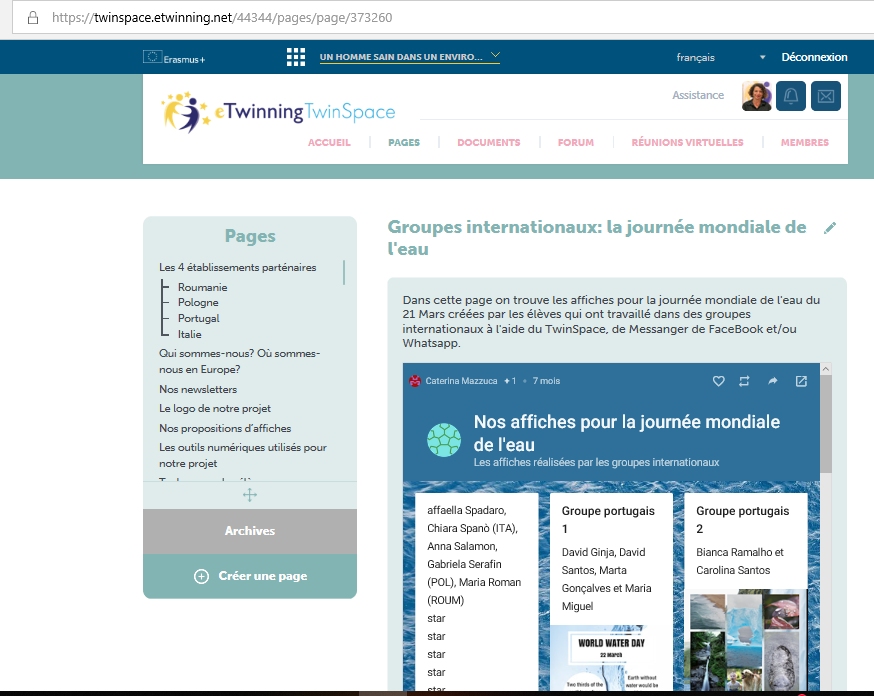 https://twinspace.etwinning.net/44344/pages/page/373260
Erasmus+
UN HOMME SAIN DANS UN ENVIRO...
français
Déconnexion
eTwinning TwinSpace
Assistance
ACCUEIL
PAGES
DOCUMENTS
FORUM
RÉUNIONS VIRTUELLES
MEMBRES
Pages
Les 4 établissements parténaires
Roumanie
Pologne
Portugal
Italie
Qui sommes-nous? Où sommes-
nous en Europe?
Nos newsletters
Le logo de notre projet
Nos propositions d'affiches
Les outils numériques utilisés pour
notre projet
Archives
Créer une page
Groupes internationaux: la journée mondiale de
l'eau
Dans cette page on trouve les affiches pour la journée mondiale de l'eau du
21 Mars créées par les élèves qui ont travaillé dans des groupes
internationaux à l'aide du TwinSpace, de Messanger de FaceBook et/ou
Whatsapp.
Caterina Mazzuca +1 • 7 mois
Nos affiches pour la journée mondiale
de l'eau
Les affiches réalisées par les groupes internationaux
affaella Spadaro,
Chiara Spanò (ITA),
Anna Salamon,
Gabriela Serafin
(POL), Maria Roman
(ROUM)
star
star
star
star
star
Groupe portugais
1
David Ginja, David
Santos, Marta
Gonçalves et Maria
Miguel
WORLD WATER DAY
22 March
Two thirds of the
Earth without
water would be
Groupe portugais
2
Bianca Ramalho et
Carolina Santos